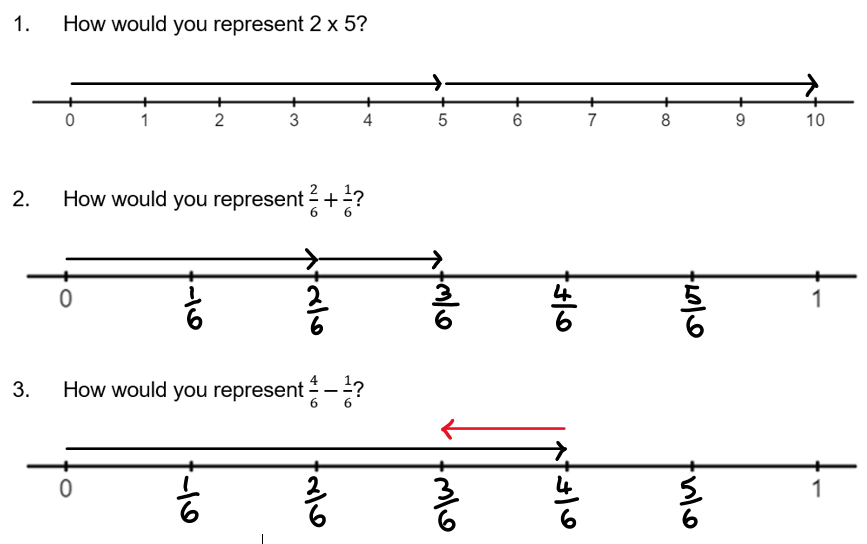 1. How would you represent 2 x 5?
0 1 2 3 4 5 6 7 8 9 10
2. How would you represent 2/6 + 1/6?
0 1/6 2/6 3/6 4/6 5/6 1
3. How would you represent 4/6 − 1/6?
0 1/6 2/6 3/6 4/6 5/6 1